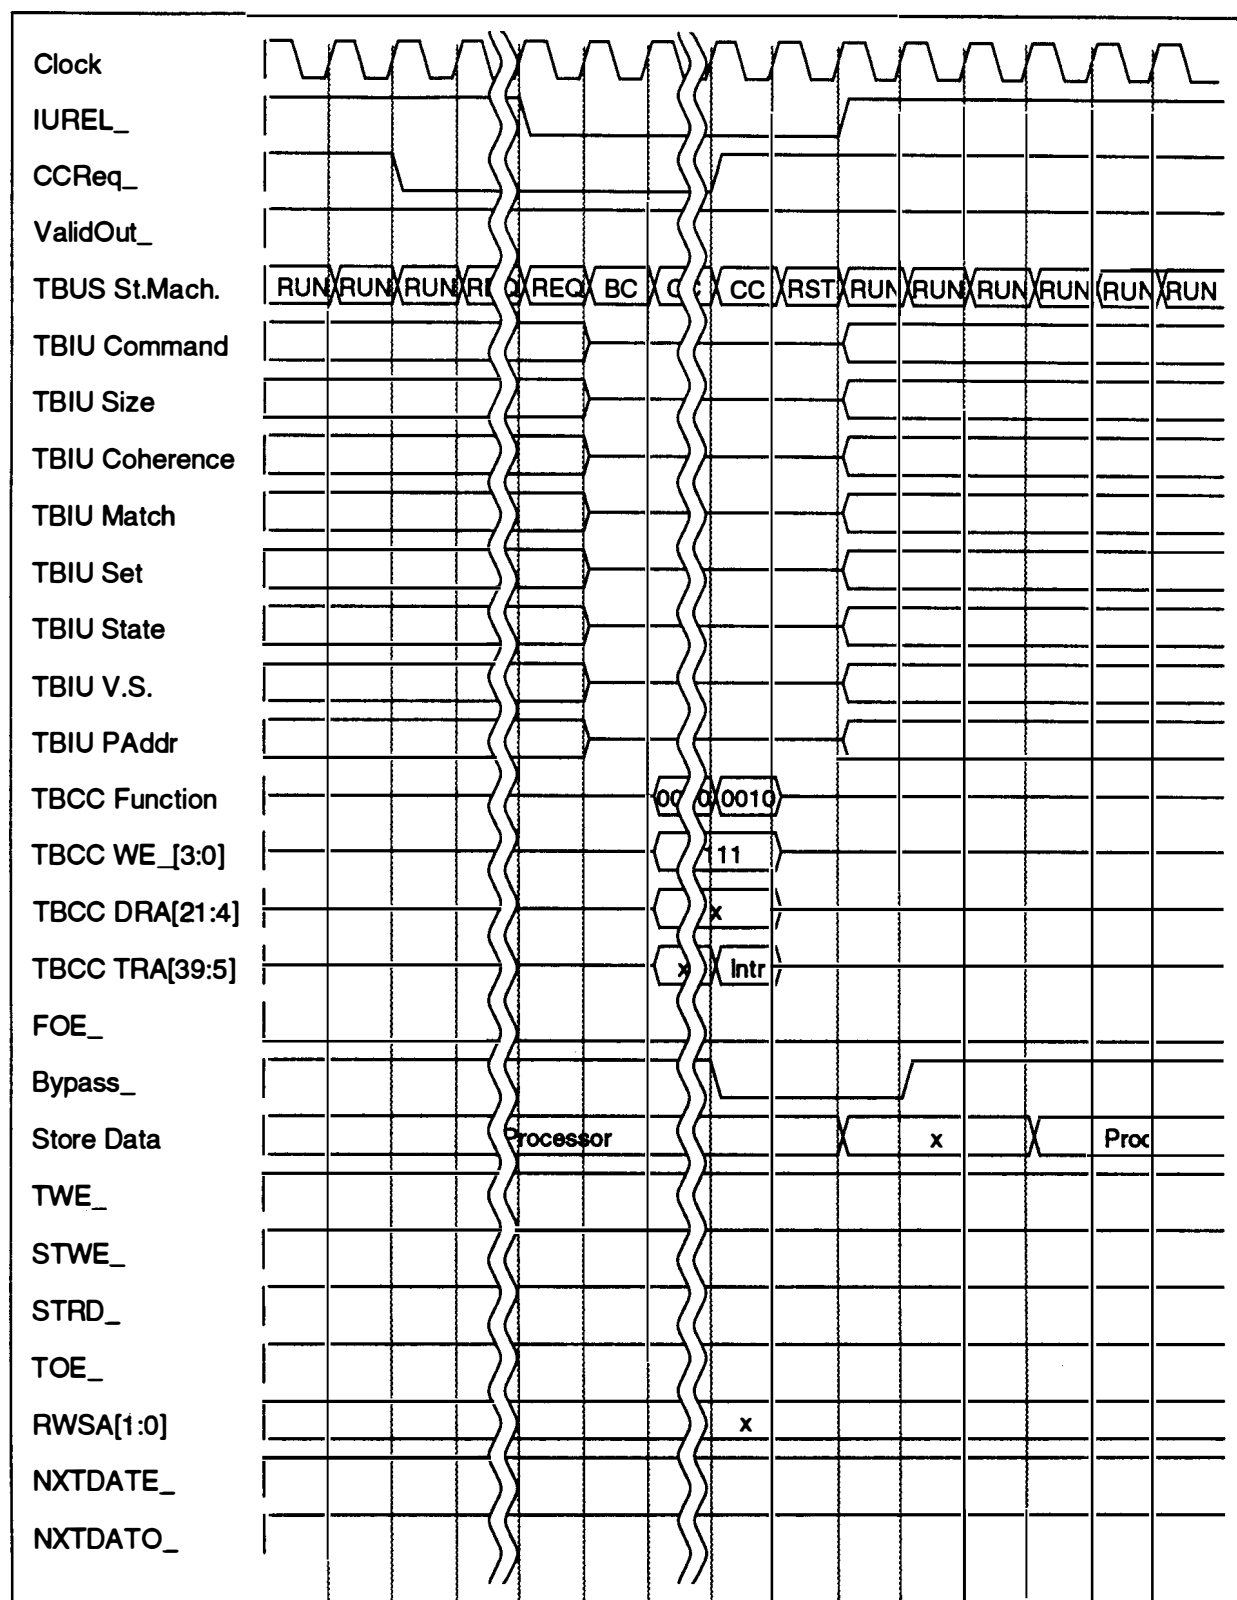 Clock
IUREL_
CCReq_
ValidOut_
TBUS St.Mach. RUN RUN RUN REQ BC CC RST RUN RUN RUN RUN RUN RUN
TBIU Command
TBIU Size
TBIU Coherence
TBIU Match
TBIU Set
TBIU State
TBIU V.S.
TBIU PAddr
TBCC Function 0010
TBCC WE_[3:0] 111
TBCC DRA[21:4] x
TBCC TRA[39:5] x Intr
FOE_
Bypass_
Store Data Processor x Proc
TWE_
STWE_
STRD_
TOE_
RWSA[1:0] x
NXTDATE_
NXTDATO_